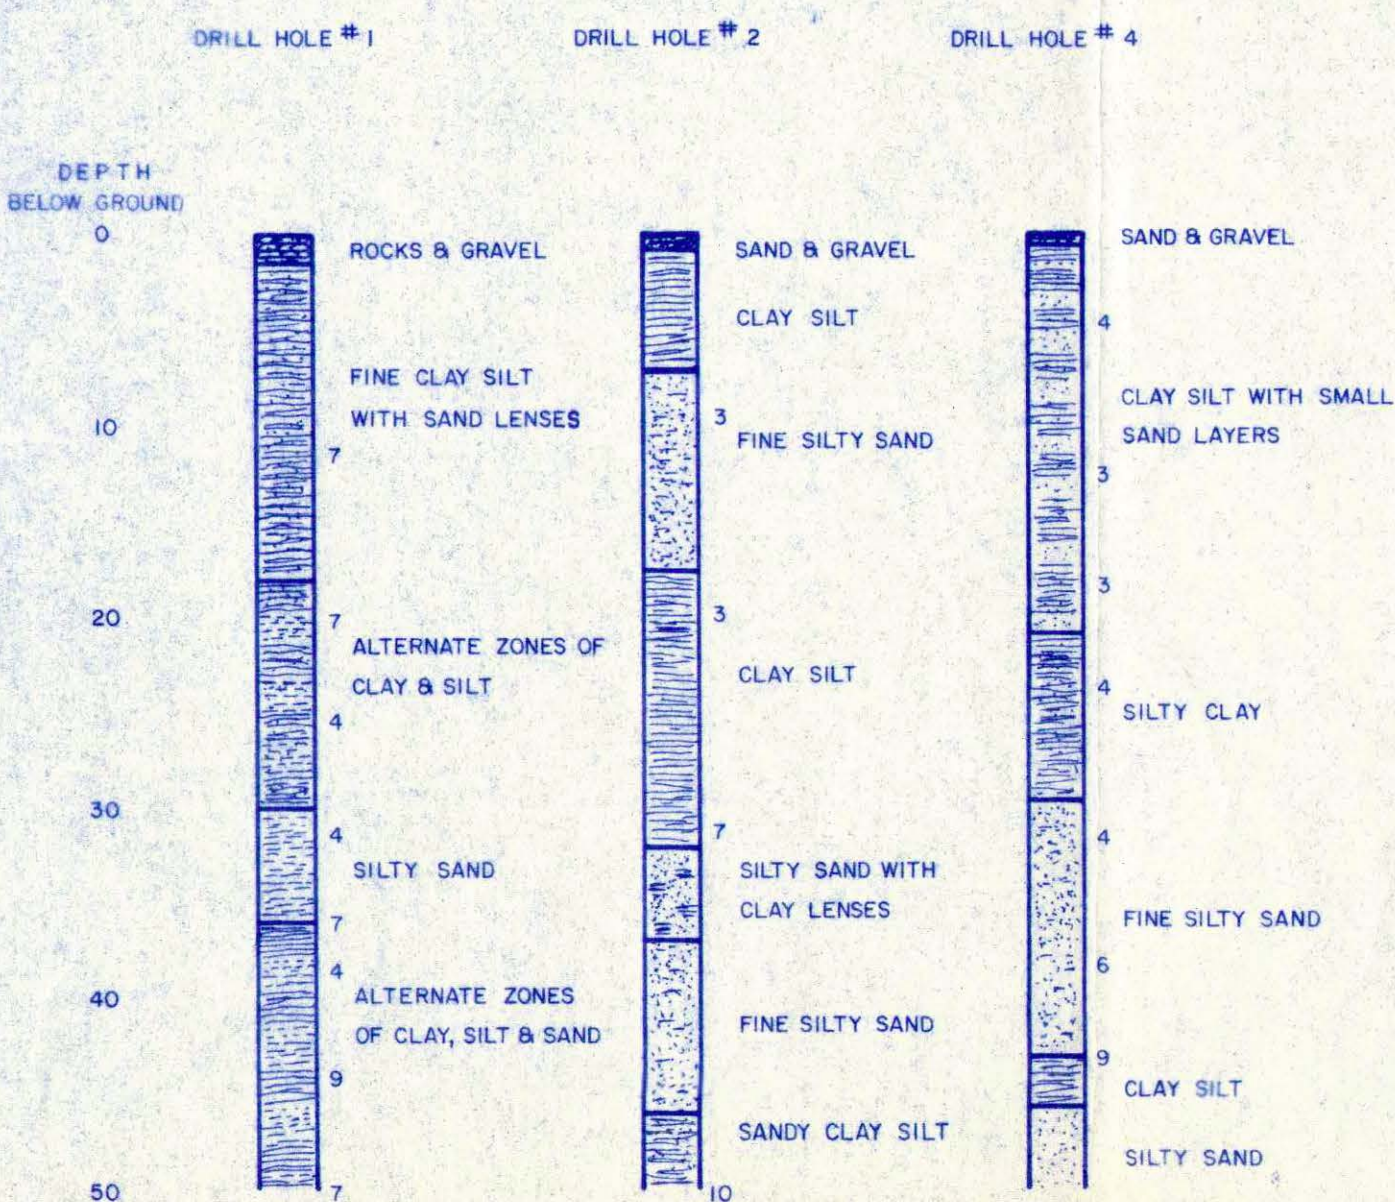 DRILL HOLE # 1
DRILL HOLE # 2
DRILL HOLE # 4
DEPTH
BELOW GROUND
0
10
20
30
40
50
ROCKS & GRAVEL
FINE CLAY SILT
WITH SAND LENSES
7
7
ALTERNATE ZONES OF
CLAY & SILT
4
4
SILTY SAND
7
4
ALTERNATE ZONES
OF CLAY, SILT & SAND
9
7
SAND & GRAVEL
CLAY SILT
3
FINE SILTY SAND
3
CLAY SILT
7
SILTY SAND WITH
CLAY LENSES
FINE SILTY SAND
SANDY CLAY SILT
10
SAND & GRAVEL
4
CLAY SILT WITH SMALL
SAND LAYERS
3
3
4
SILTY CLAY
4
FINE SILTY SAND
6
9
CLAY SILT
SILTY SAND